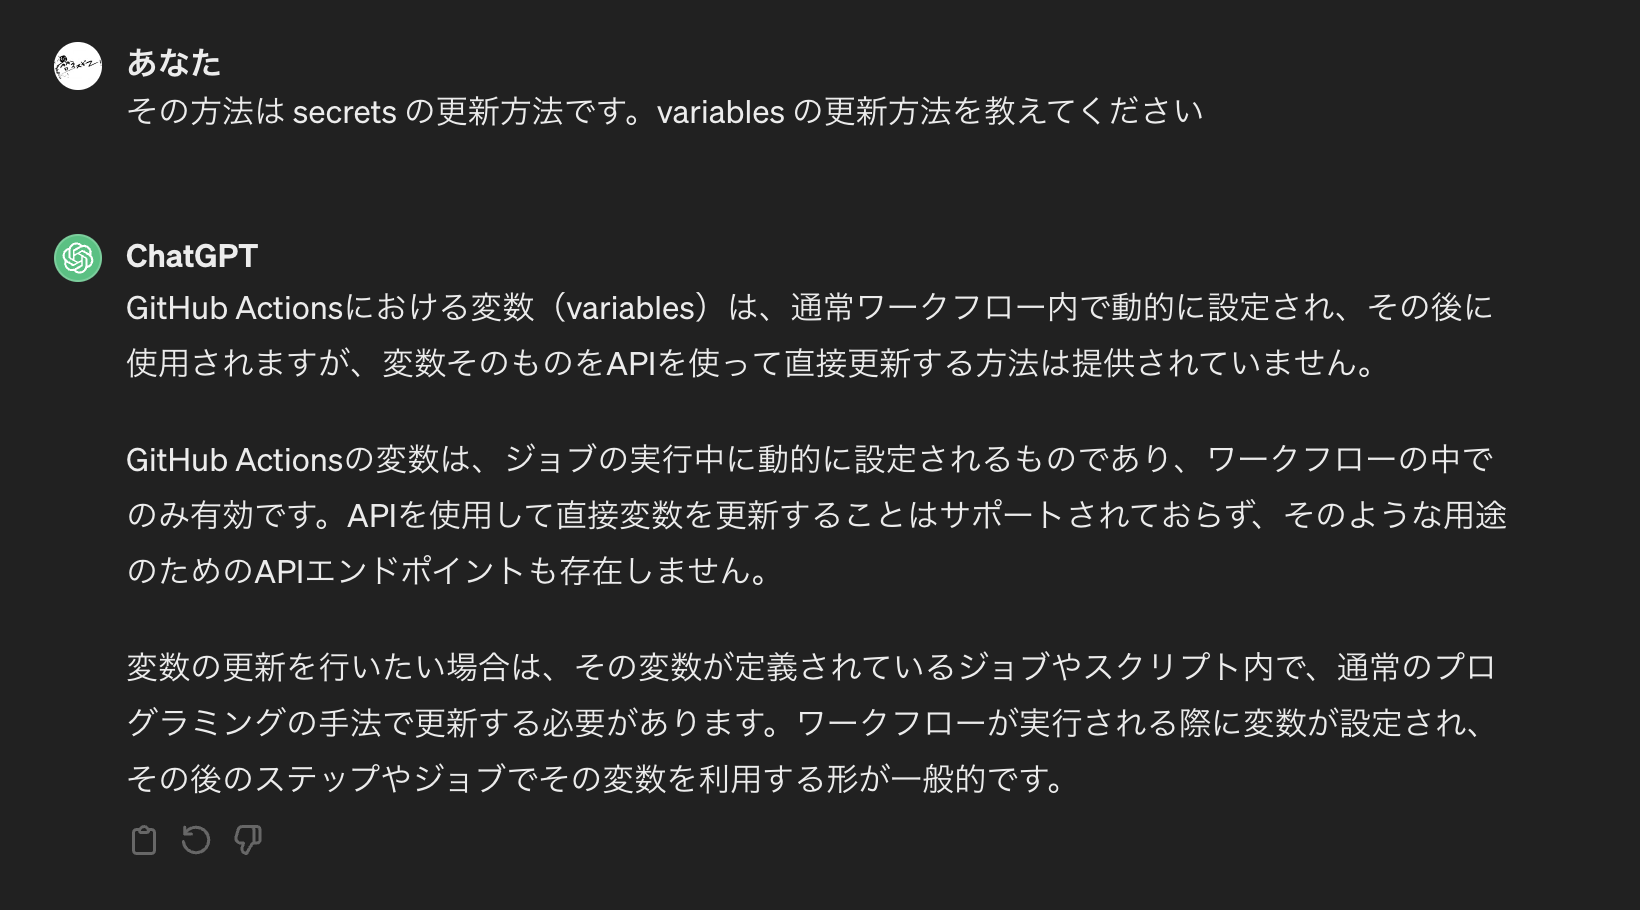 あなた
その方法は secrets の更新方法です。variables の更新方法を教えてください
ChatGPT
GitHub Actionsにおける変数（variables）は、通常ワークフロー内で動的に設定され、その後に
使用されますが、変数そのものをAPIを使って直接更新する方法は提供されていません。
GitHub Actionsの変数は、ジョブの実行中に動的に設定されるものであり、ワークフローの中で
のみ有効です。APIを使用して直接変数を更新することはサポートされておらず、そのような用途
のためのAPIエンドポイントも存在しません。
変数の更新を行いたい場合は、その変数が定義されているジョブやスクリプト内で、通常のプロ
グラミングの手法で更新する必要があります。ワークフローが実行される際に変数が設定され、
その後のステップやジョブでその変数を利用する形が一般的です。